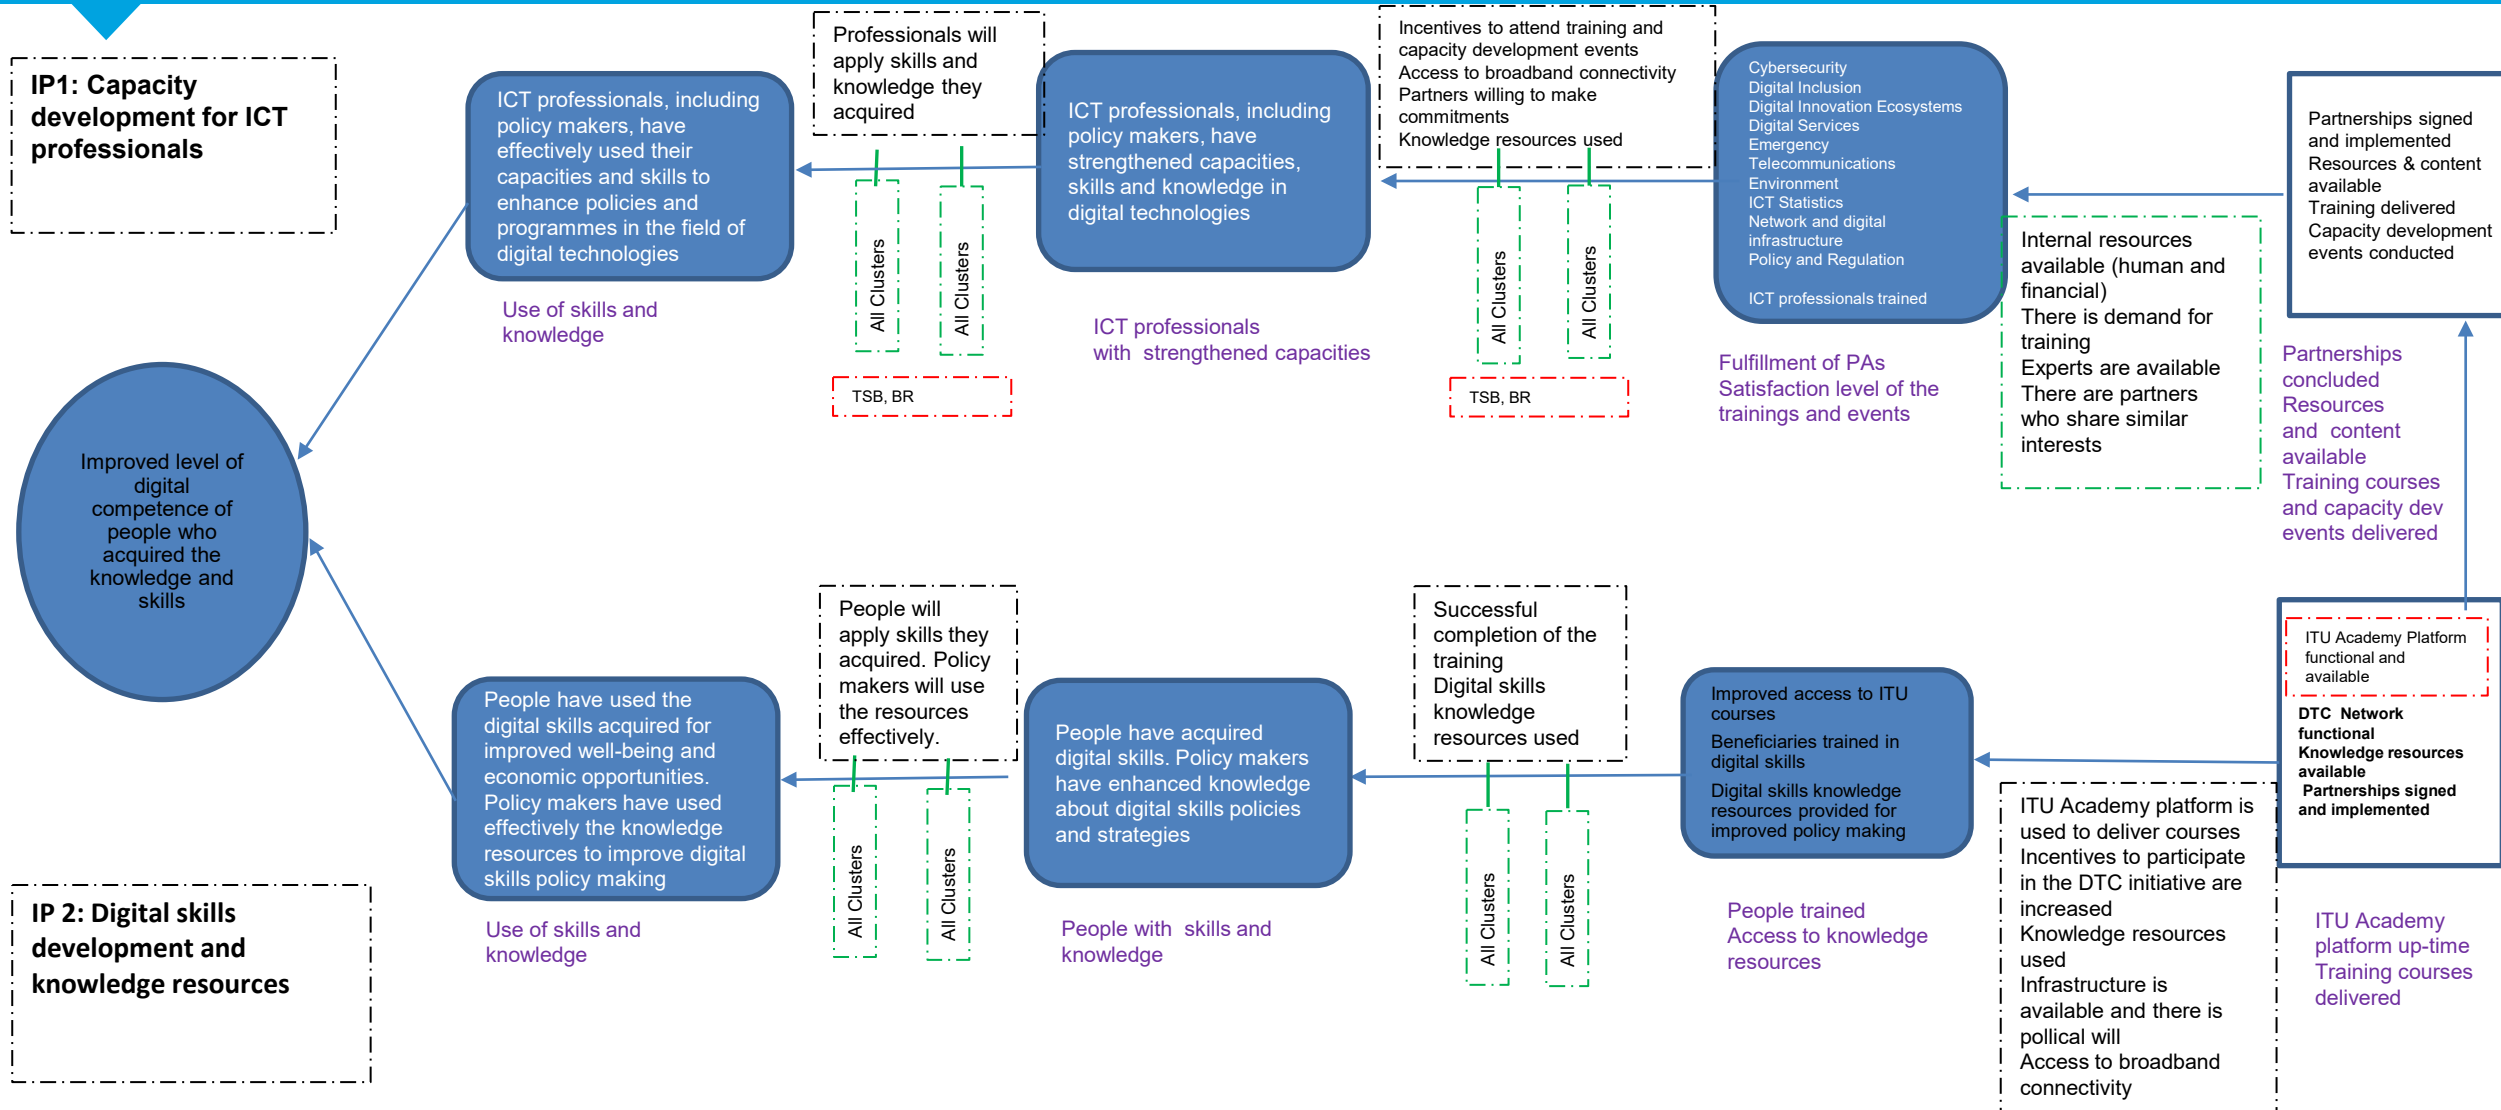 IP1: Capacity
development for ICT
professionals
ICT professionals, including
policy makers, have
effectively used their
capacities and skills to
enhance policies and
programmes in the field of
digital technologies
Use of skills and
knowledge
Professionals will
apply skills and
knowledge they
acquired
All Clusters
All Clusters
TSB, BR
ICT professionals, including
policy makers, have
strengthened capacities,
skills and knowledge in
digital technologies
ICT professionals
with  strengthened capacities
Incentives to attend training and
capacity development events
Access to broadband connectivity
Partners willing to make
commitments
Knowledge resources used
All Clusters
All Clusters
TSB, BR
Cybersecurity
Digital Inclusion
Digital Innovation Ecosystems
Digital Services
Emergency
Telecommunications
Environment
ICT Statistics
Network and digital
infrastructure
Policy and Regulation
ICT professionals trained
Fulfillment of PAs
Satisfaction level of the
trainings and events
Internal resources
available (human and
financial)
There is demand for
training
Experts are available
There are partners
who share similar
interests
Partnerships signed
and implemented
Resources & content
available
Training delivered
Capacity development
events conducted
Partnerships
concluded
Resources
and  content
available
Training courses
and capacity dev
events delivered
Improved level of
digital
competence of
people who
acquired the
knowledge and
skills
IP 2: Digital skills
development and
knowledge resources
People have used the
digital skills acquired for
improved well-being and
economic opportunities.
Policy makers have used
effectively the knowledge
resources to improve digital
skills policy making
Use of skills and
knowledge
People will
apply skills they
acquired. Policy
makers will use
the resources
effectively.
All Clusters
All Clusters
People have acquired
digital skills. Policy makers
have enhanced knowledge
about digital skills policies
and strategies
People with  skills and
knowledge
Successful
completion of the
training
Digital skills
knowledge
resources used
All Clusters
All Clusters
Improved access to ITU
courses
Beneficiaries trained in
digital skills
Digital skills knowledge
resources provided for
improved policy making
People trained
Access to knowledge
resources
ITU Academy platform is
used to deliver courses
Incentives to participate
in the DTC initiative are
increased
Knowledge resources
used
Infrastructure is
available and there is
pollical will
Access to broadband
connectivity
ITU Academy Platform
functional and
available
DTC  Network
functional
Knowledge resources
available
Partnerships signed
and implemented
ITU Academy
platform up-time
Training courses
delivered